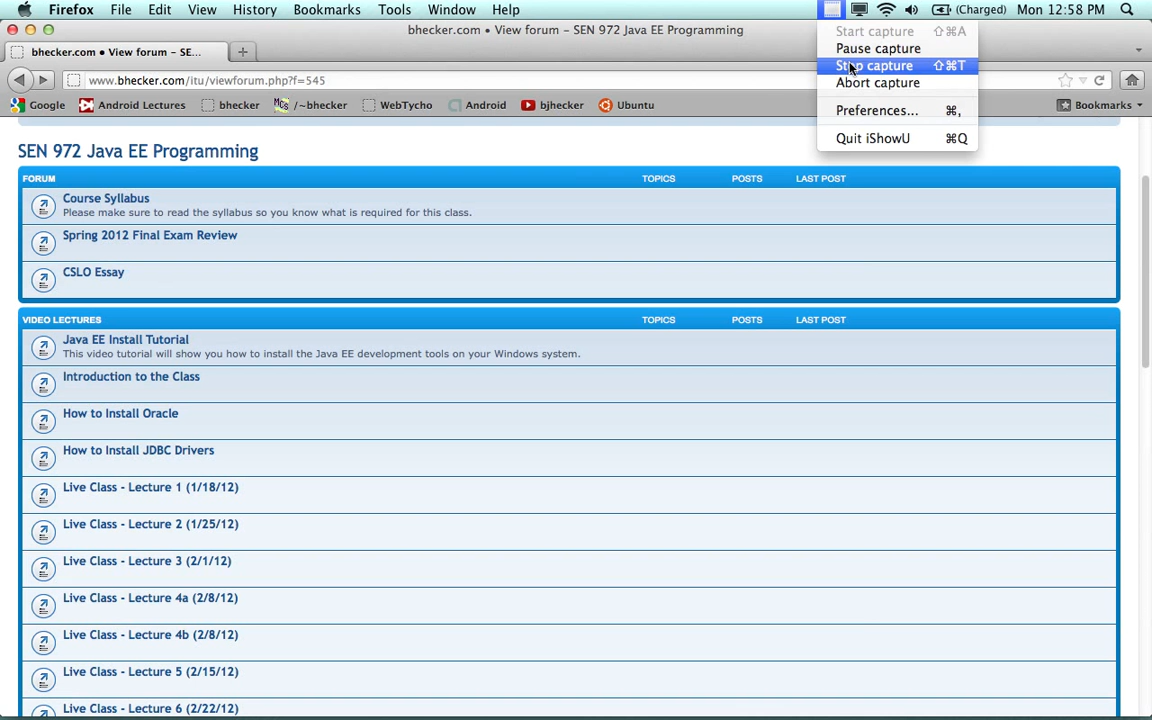 Firefox File Edit View History Bookmarks Tools Window Help (Charged) Mon 12:58 PM
bhecker.com • View forum – SEN 972 Java EE Programming
bhecker.com • View forum – SE...
www.bhecker.com/itu/viewforum.php?f=545
Google Android Lectures bhecker /~bhecker WebTycho Android bjhecker Ubuntu Bookmarks
Start capture ⇧⌘A
Pause capture
Stop capture ⇧⌘T
Abort capture
Preferences... ⌘,
Quit iShowU ⌘Q
SEN 972 Java EE Programming
FORUM TOPICS POSTS LAST POST
Course Syllabus
Please make sure to read the syllabus so you know what is required for this class.
Spring 2012 Final Exam Review
CSLO Essay
VIDEO LECTURES TOPICS POSTS LAST POST
Java EE Install Tutorial
This video tutorial will show you how to install the Java EE development tools on your Windows system.
Introduction to the Class
How to Install Oracle
How to Install JDBC Drivers
Live Class - Lecture 1 (1/18/12)
Live Class - Lecture 2 (1/25/12)
Live Class - Lecture 3 (2/1/12)
Live Class - Lecture 4a (2/8/12)
Live Class - Lecture 4b (2/8/12)
Live Class - Lecture 5 (2/15/12)
Live Class - Lecture 6 (2/22/12)